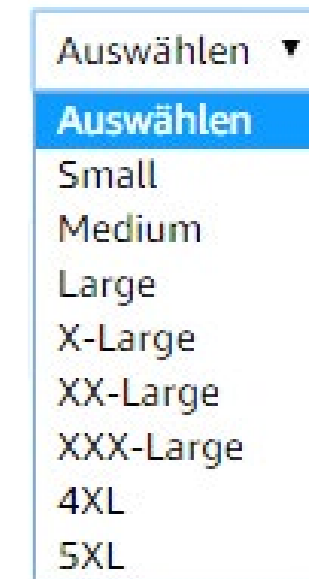 Auswählen ▼
Auswählen
Small
Medium
Large
X-Large
XX-Large
XXX-Large
4XL
5XL